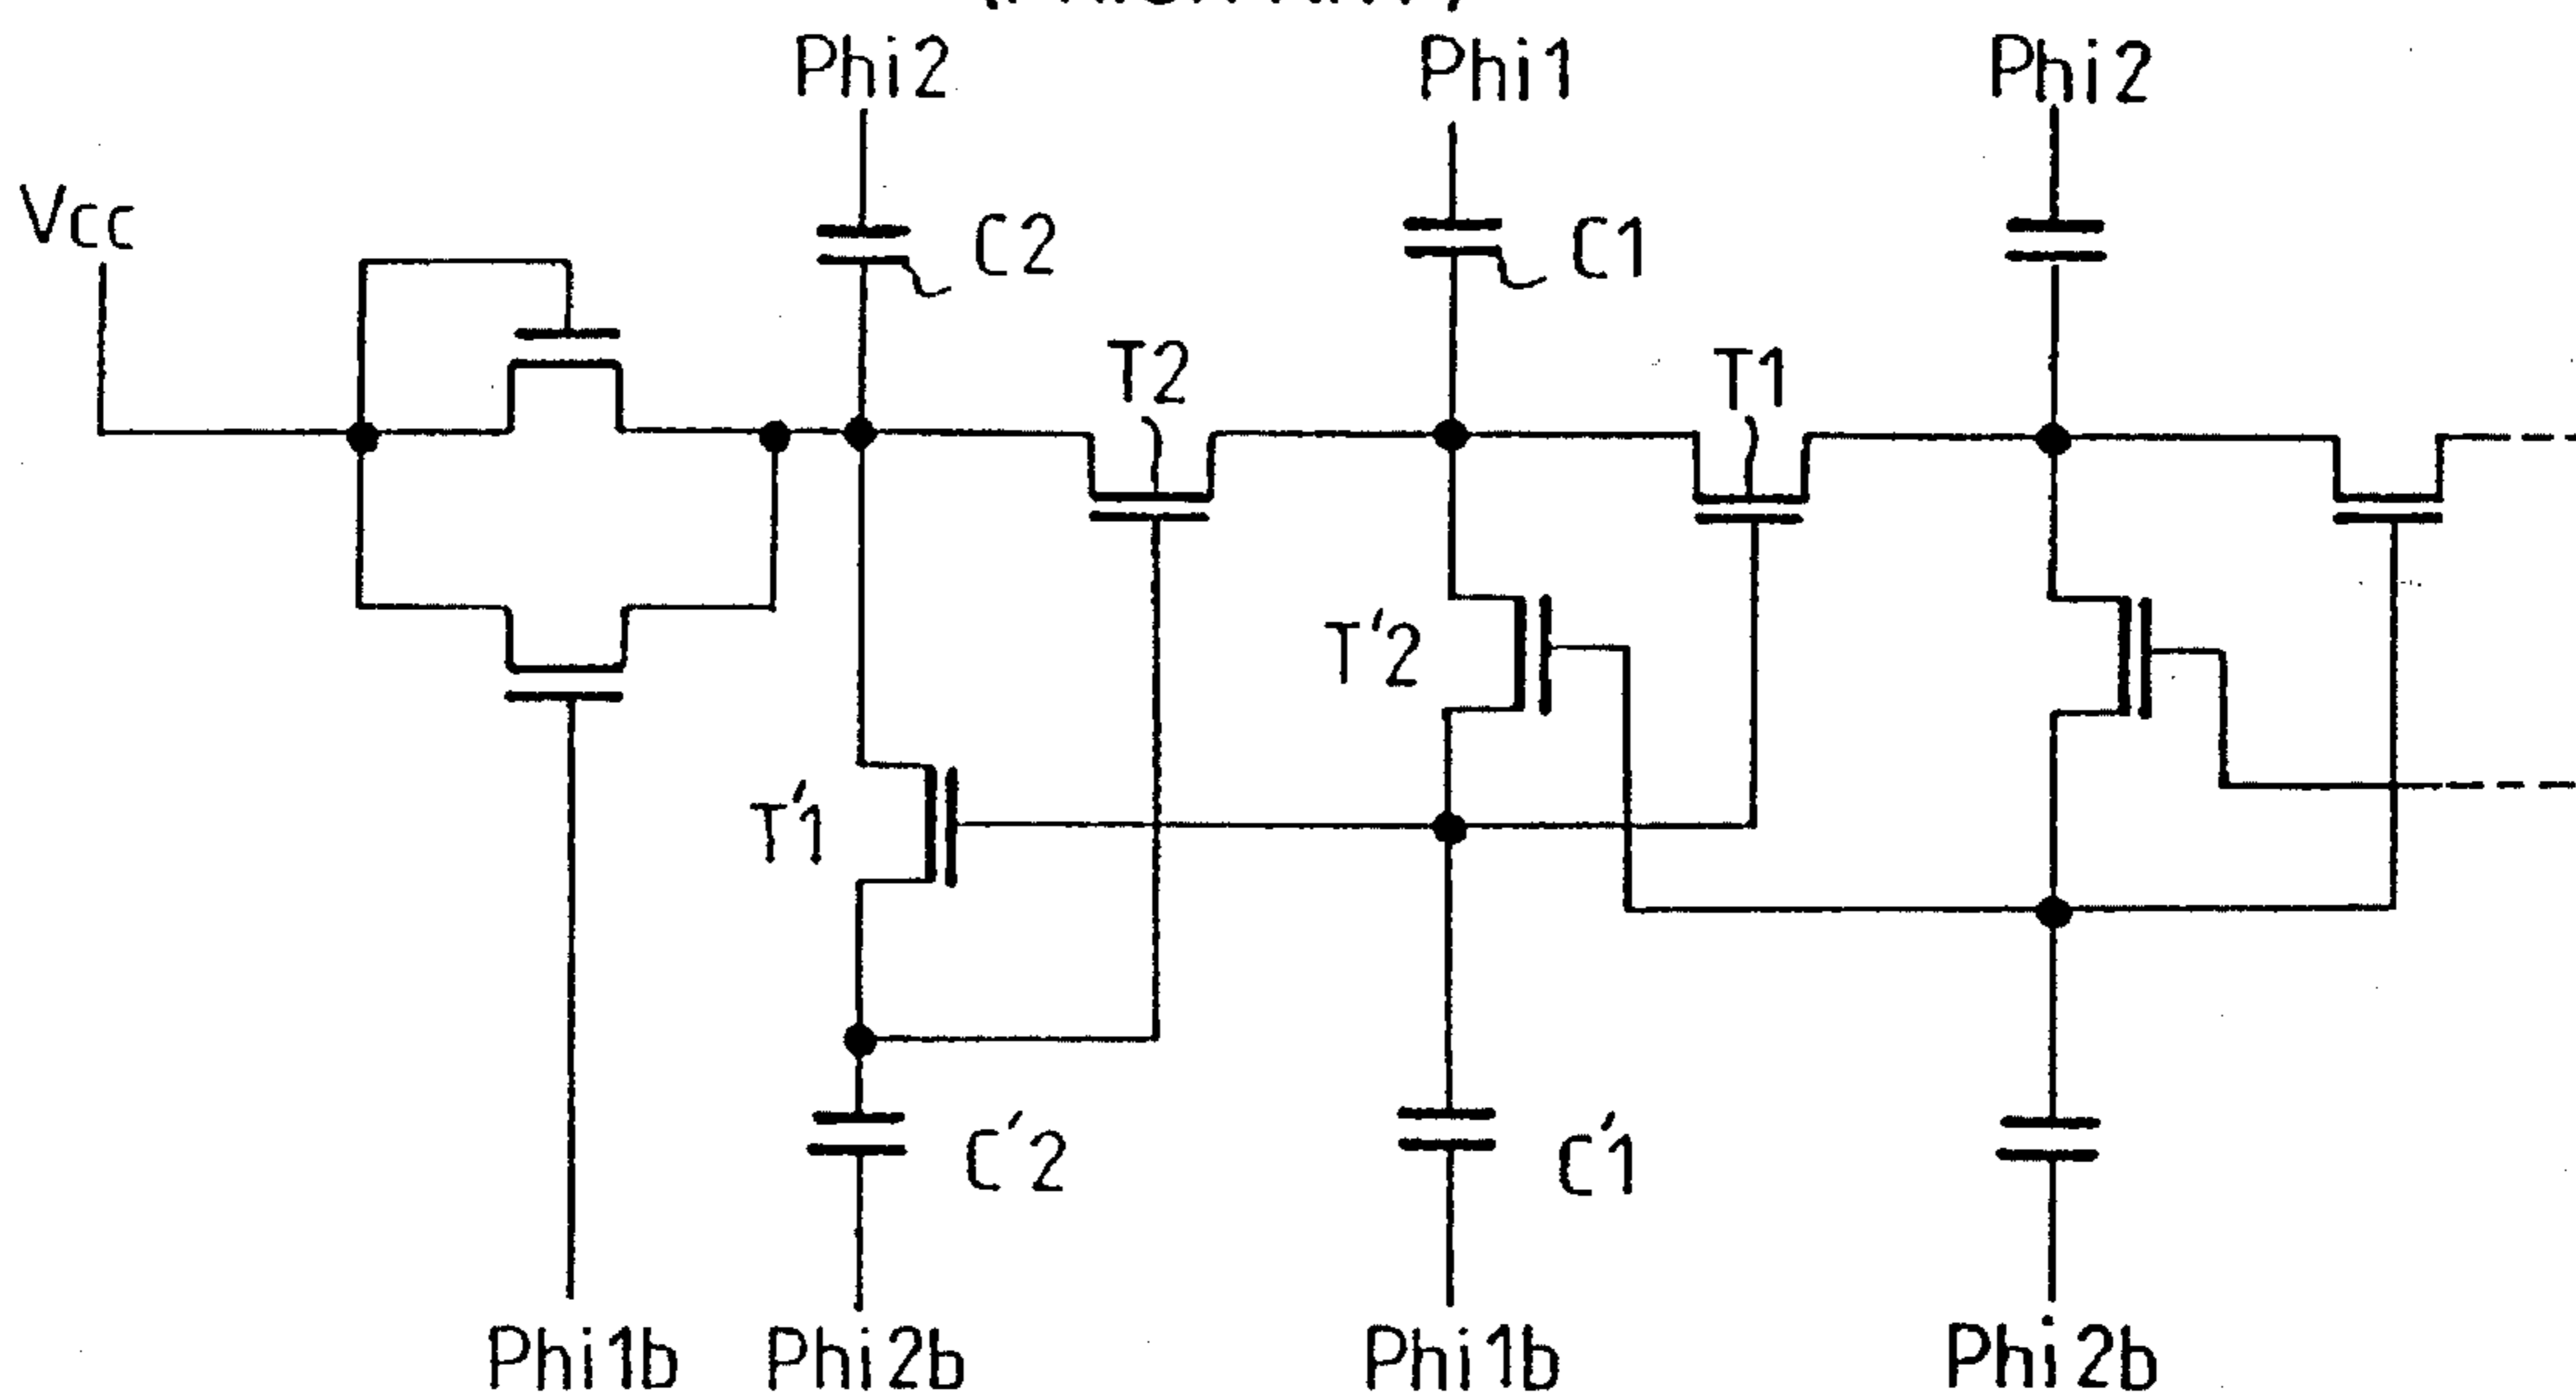 Phi2 Phi1 Phi2
Vcc
C2 C1
T2 T1
T'2
T'1
C'2 C'1
Phi1b Phi2b Phi1b Phi2b